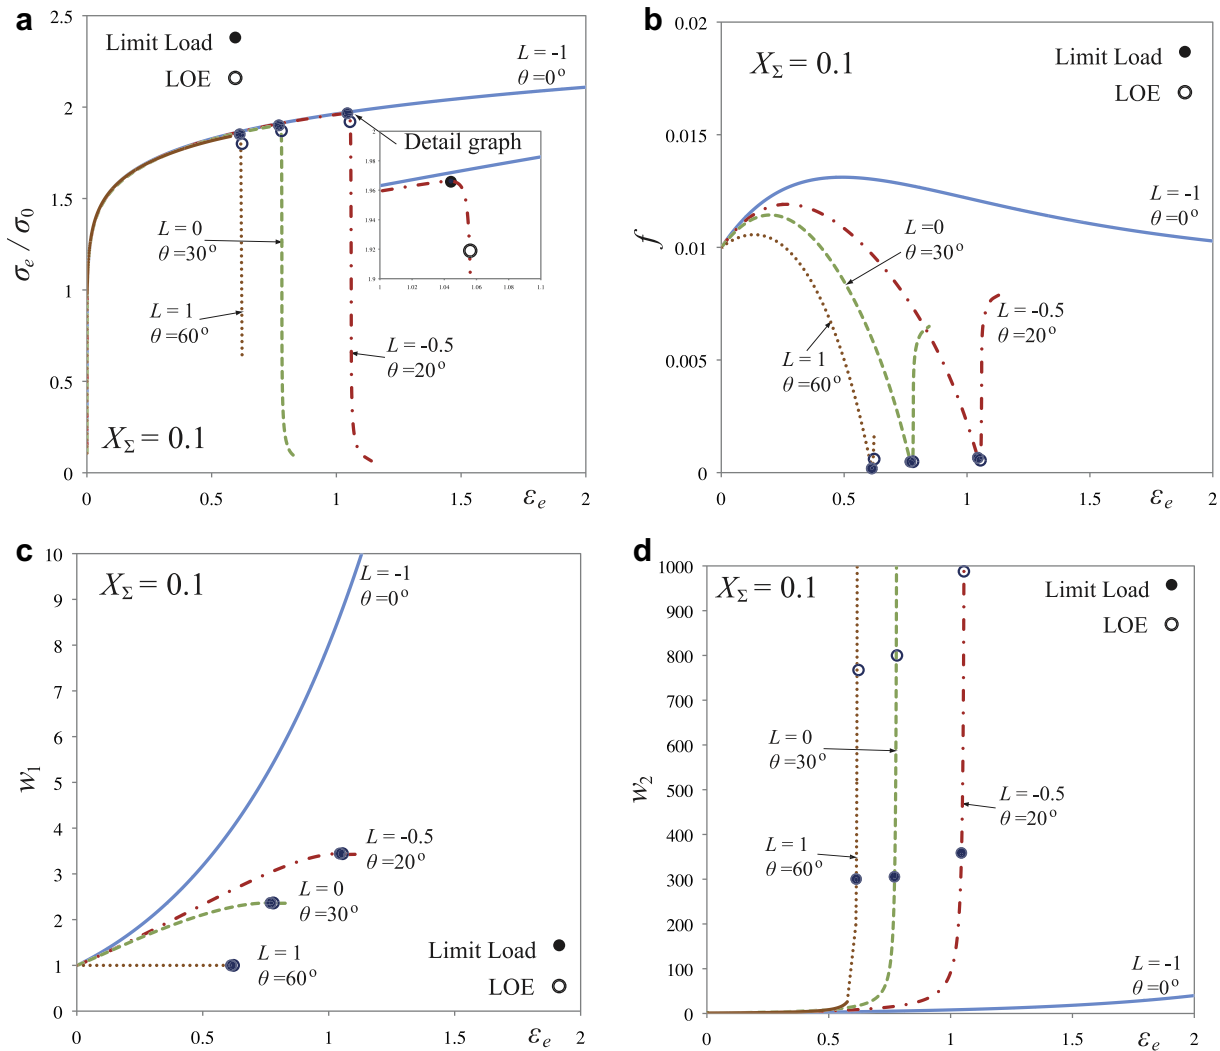 a
2.5
2
1.5
1
0.5
0
σe / σ0
Limit Load
LOE
L = -1
θ =0°
Detail graph
2
1.98
1.96
1.94
1.92
1.9
1
1.02
1.04
1.06
1.08
1.1
L = 0
θ =30°
L = 1
θ =60°
L = -0.5
θ =20°
XΣ = 0.1
0
0.5
1
1.5
εe
2
b
0.02
0.015
0.01
0.005
0
f
XΣ = 0.1
Limit Load
LOE
L = -1
θ =0°
L=0
θ =30°
L = -0.5
θ =20°
L = 1
θ =60°
0
0.5
1
1.5
εe
2
c
10
9
8
7
6
5
4
3
2
1
0
w1
XΣ = 0.1
L = -1
θ =0°
L = -0.5
θ =20°
L = 0
θ =30°
L = 1
θ =60°
Limit Load
LOE
0
0.5
1
1.5
εe
2
d
1000
900
800
700
600
500
400
300
200
100
0
w2
XΣ = 0.1
Limit Load
LOE
L = 0
θ =30°
L = -0.5
θ =20°
L = 1
θ =60°
L = -1
θ =0°
0
0.5
1
1.5
εe
2